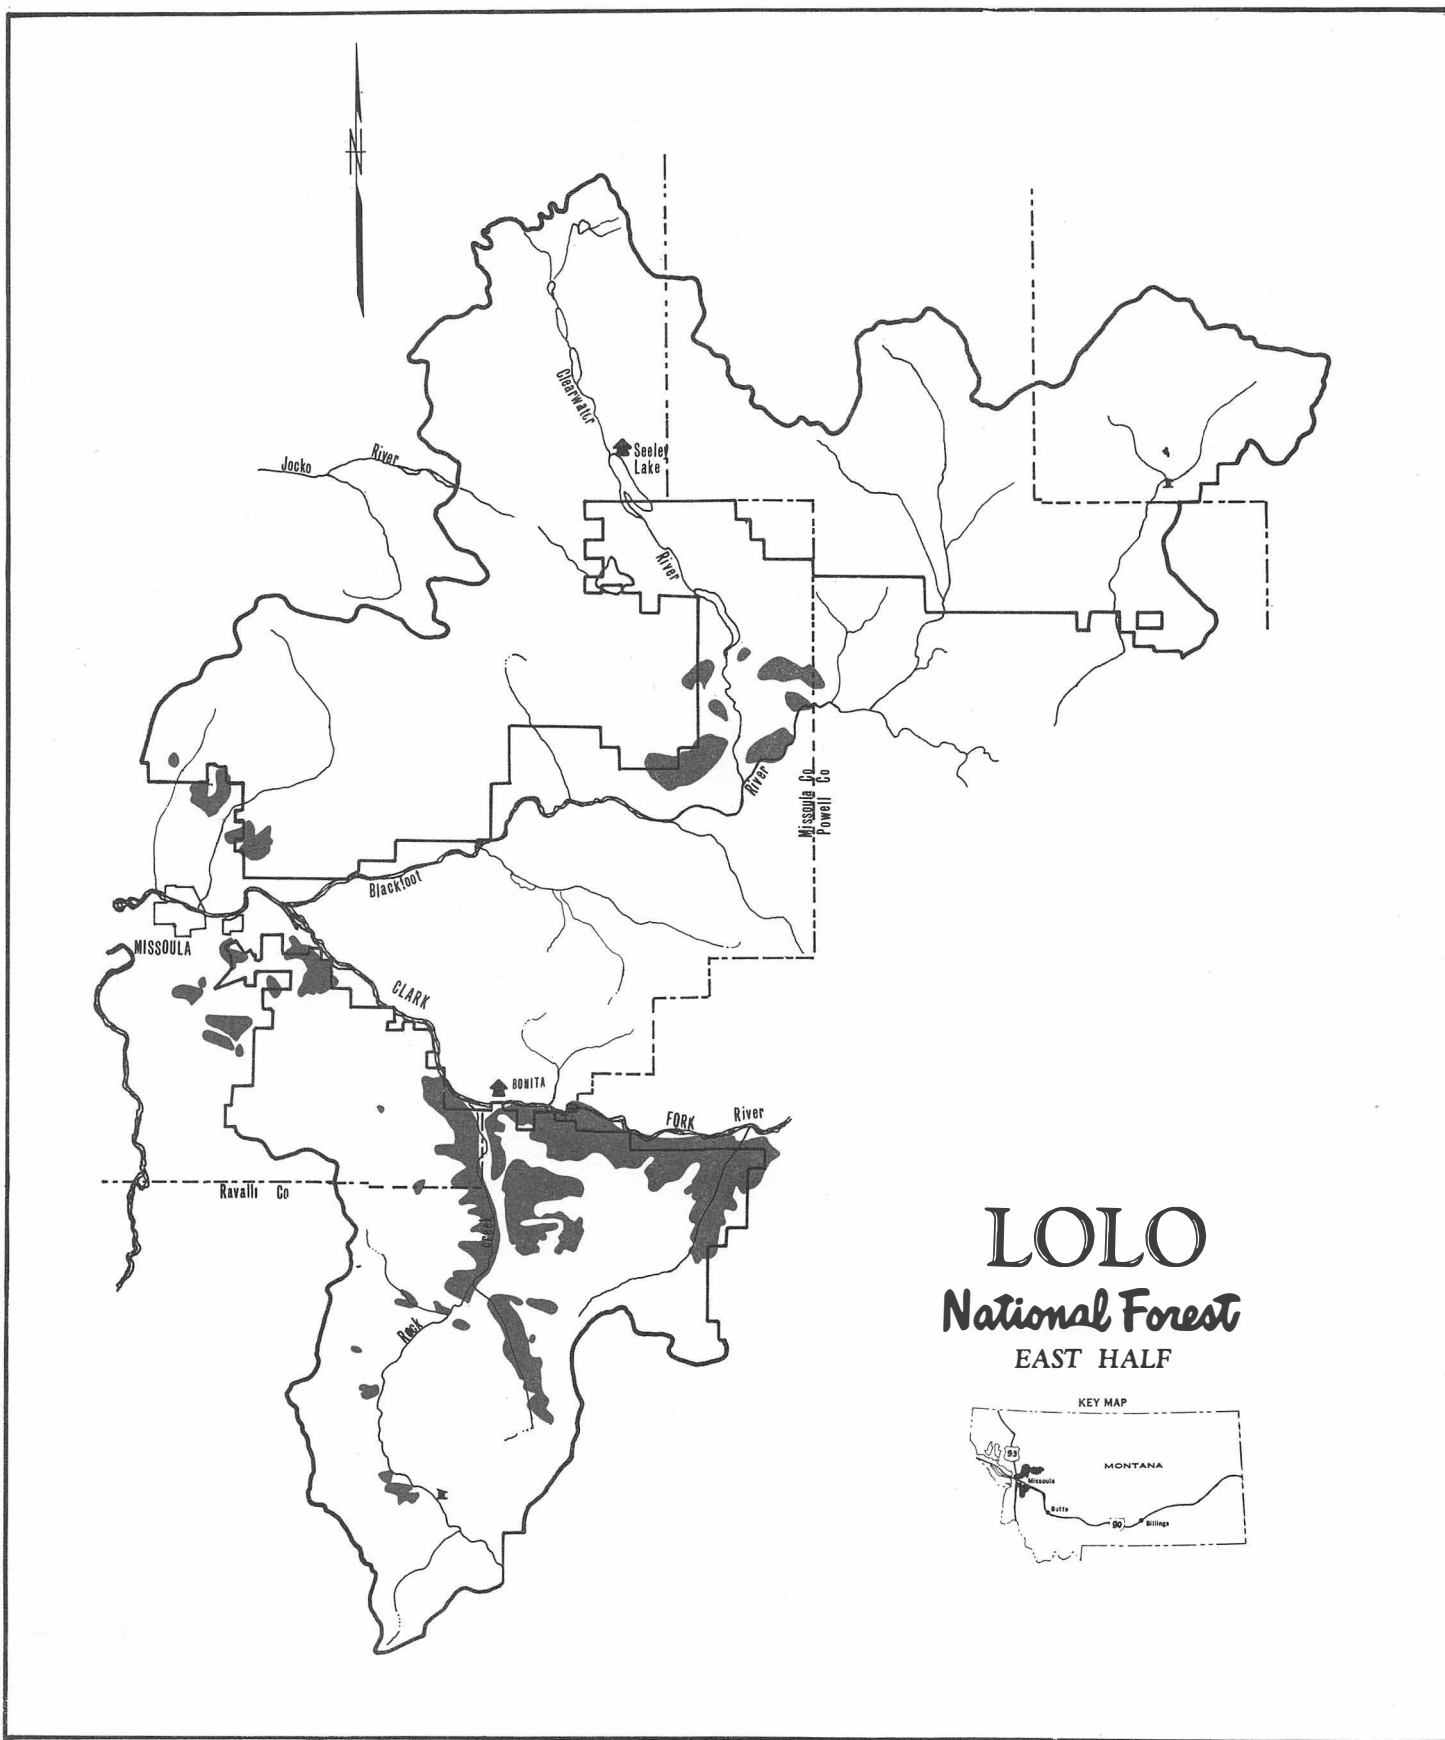 N
Clearwater
Jocko
River
Seeley
Lake
River
River
Missoula Co
Powell Co
Blackfoot
MISSOULA
CLARK
BONITA
FORK
River
Ravalli Co
Creek
Rock
LOLO
National Forest
EAST HALF
KEY MAP
93
MONTANA
Missoula
Butte
90
Billings